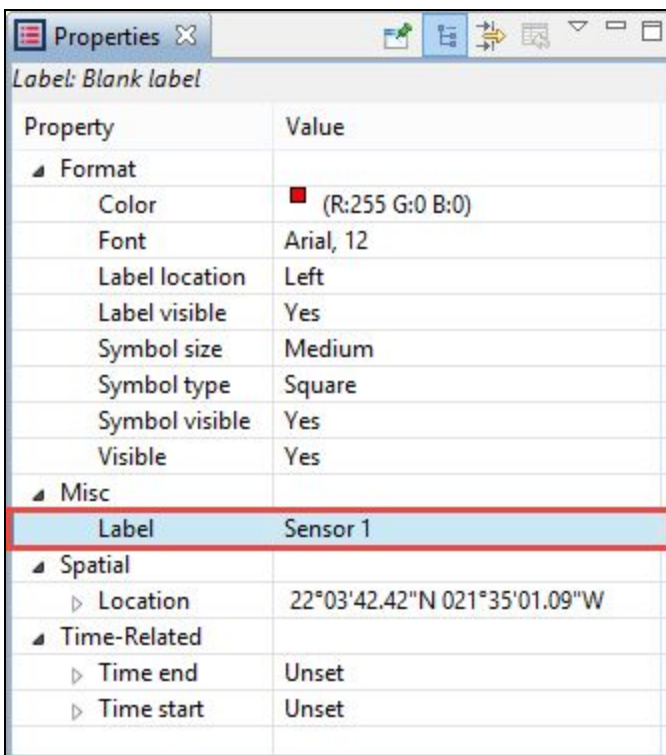 Properties
Label: Blank label
Property Value
Format
Color (R:255 G:0 B:0)
Font Arial, 12
Label location Left
Label visible Yes
Symbol size Medium
Symbol type Square
Symbol visible Yes
Visible Yes
Misc
Label Sensor 1
Spatial
Location 22°03'42.42"N 021°35'01.09"W
Time-Related
Time end Unset
Time start Unset